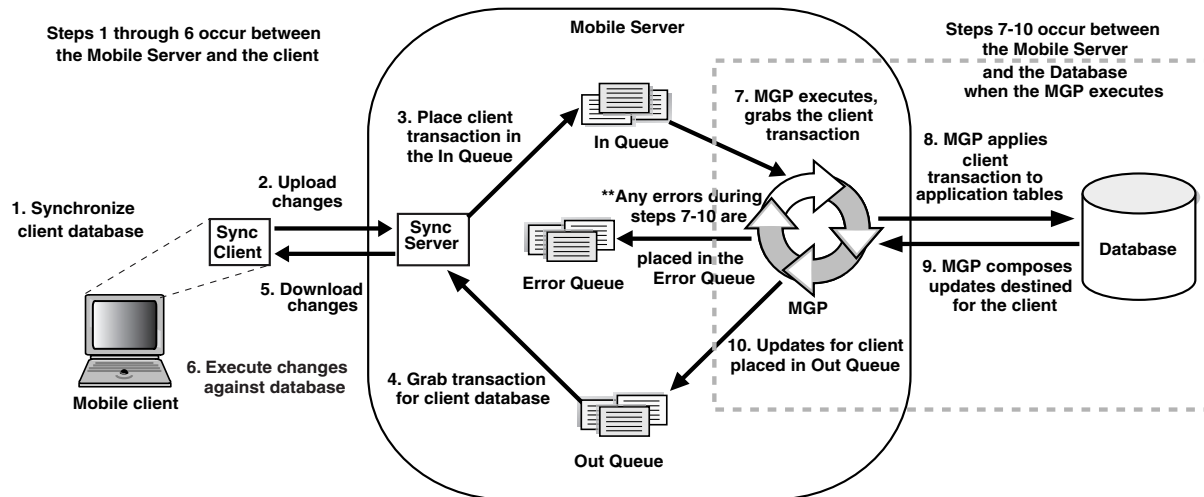 Steps 1 through 6 occur between
the Mobile Server and the client
Mobile Server
Steps 7-10 occur between
the Mobile Server
and the Database
when the MGP executes
3. Place client
transaction in
the In Queue
In Queue
7. MGP executes,
grabs the client
transaction
8. MGP applies
client
transaction to
application tables
1. Synchronize
client database
2. Upload
changes
Sync
Client
Sync
Server
**Any errors during
steps 7-10 are
placed in the
Error Queue
Error Queue
MGP
Database
5. Download
changes
9. MGP composes
updates destined
for the client
6. Execute changes
against database
Mobile client
4. Grab transaction
for client database
10. Updates for client
placed in Out Queue
Out Queue